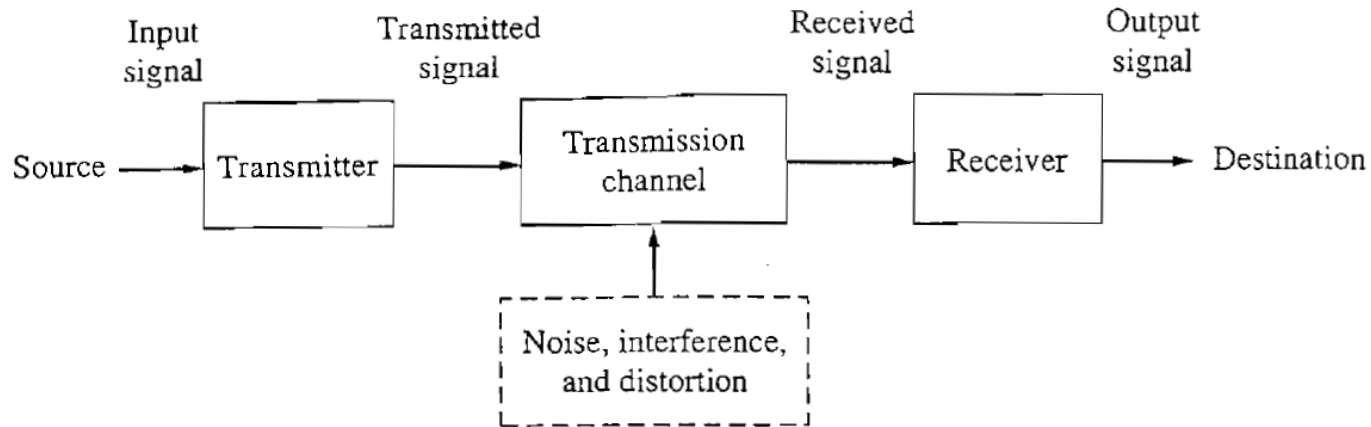 Input
signal
Transmitted
signal
Received
signal
Output
signal
Source
Transmitter
Transmission
channel
Receiver
Destination
Noise, interference,
and distortion